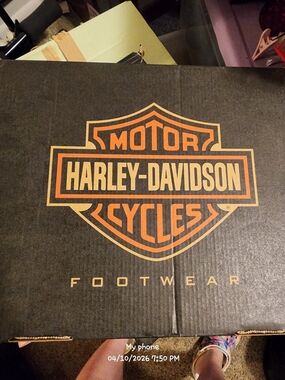 MOTOR
HARLEY-DAVIDSON
CYCLES
FOOTWEAR
My phone
04/10/2026 7:50 PM